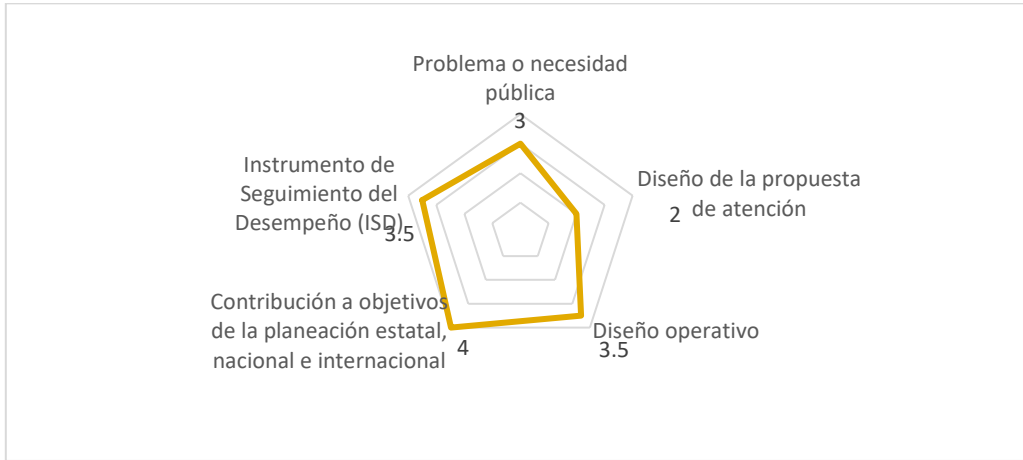 Problema o necesidad
pública
3
Diseño de la propuesta
de atención
2
Diseño operativo
3.5
Contribución a objetivos
de la planeación estatal,
nacional e internacional
4
Instrumento de
Seguimiento del
Desempeño (ISD)
3.5